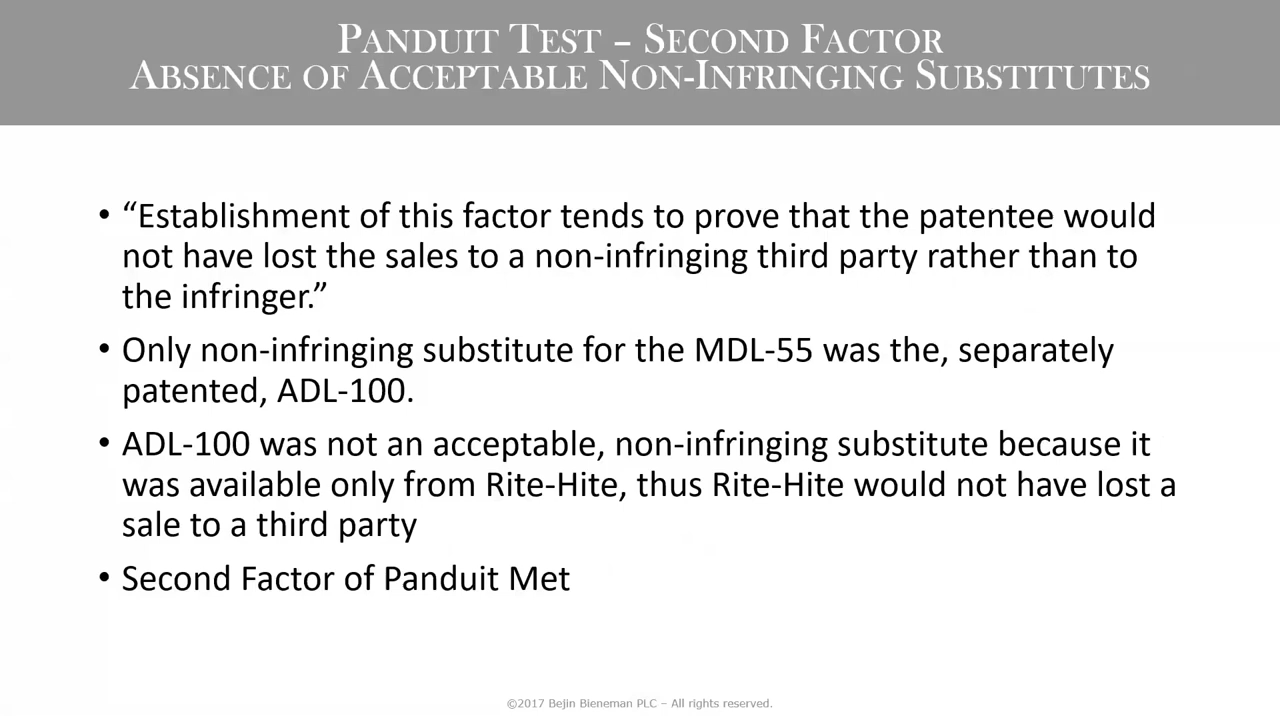 PANDUIT TEST – SECOND FACTOR
ABSENCE OF ACCEPTABLE NON-INFRINGING SUBSTITUTES
• “Establishment of this factor tends to prove that the patentee would
not have lost the sales to a non-infringing third party rather than to
the infringer.”
• Only non-infringing substitute for the MDL-55 was the, separately
patented, ADL-100.
• ADL-100 was not an acceptable, non-infringing substitute because it
was available only from Rite-Hite, thus Rite-Hite would not have lost a
sale to a third party
• Second Factor of Panduit Met
©2017 Bejin Bieneman PLC – All rights reserved.